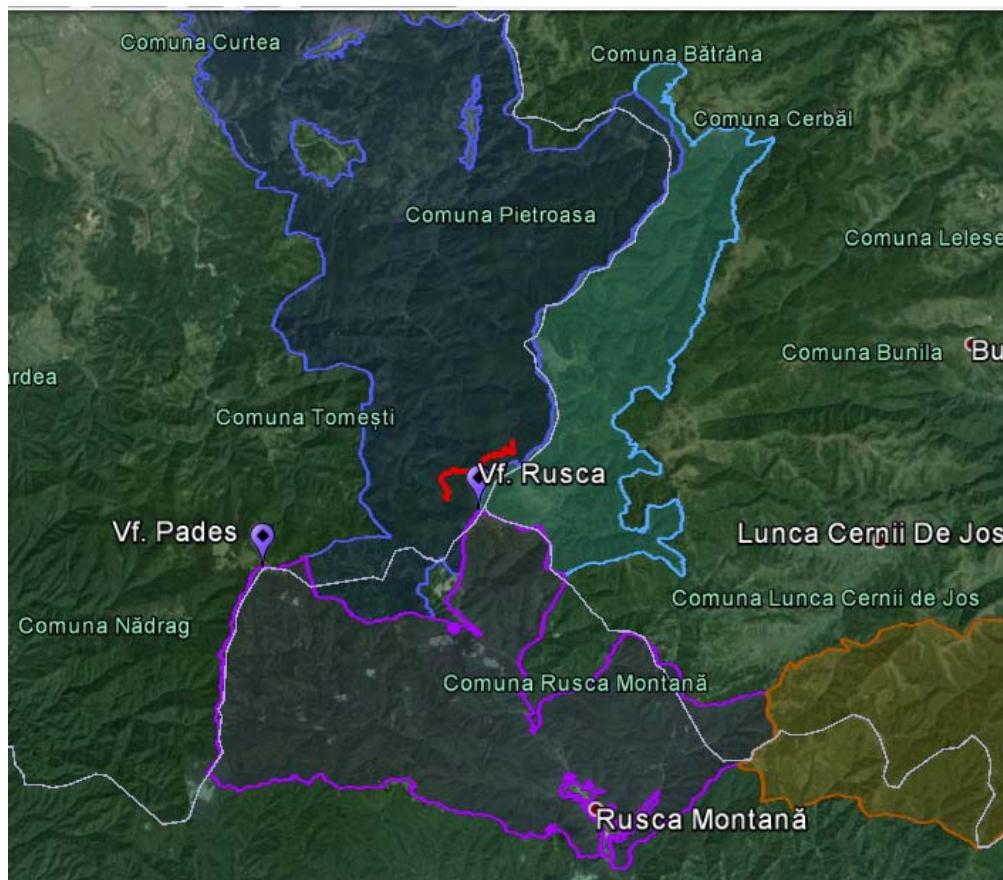 Comuna Curtea
Comuna Bătrâna
Comuna Cerbăl
Comuna Pietroasa
Comuna Lelese
Comuna Bunila
Bu
ardea
Comuna Tomești
Vf. Rusca
Vf. Pades
Lunca Cernii De Jos
Comuna Lunca Cernii de Jos
Comuna Nădrag
Comuna Rusca Montană
Rusca Montană